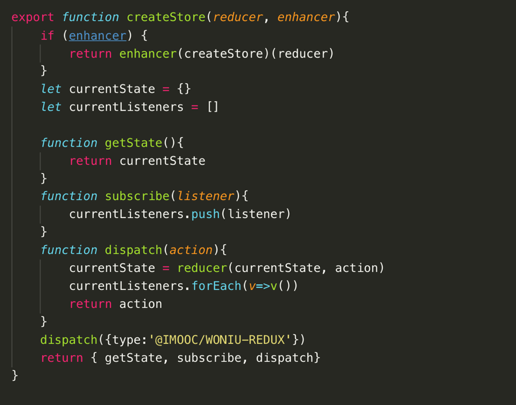 export function createStore(reducer, enhancer){
    if (enhancer) {
        return enhancer(createStore)(reducer)
    }
    let currentState = {}
    let currentListeners = []

    function getState(){
        return currentState
    }
    function subscribe(listener){
        currentListeners.push(listener)
    }
    function dispatch(action){
        currentState = reducer(currentState, action)
        currentListeners.forEach(v=>v())
        return action
    }
    dispatch({type:'@IMOOC/WONIU-REDUX'})
    return { getState, subscribe, dispatch}
}